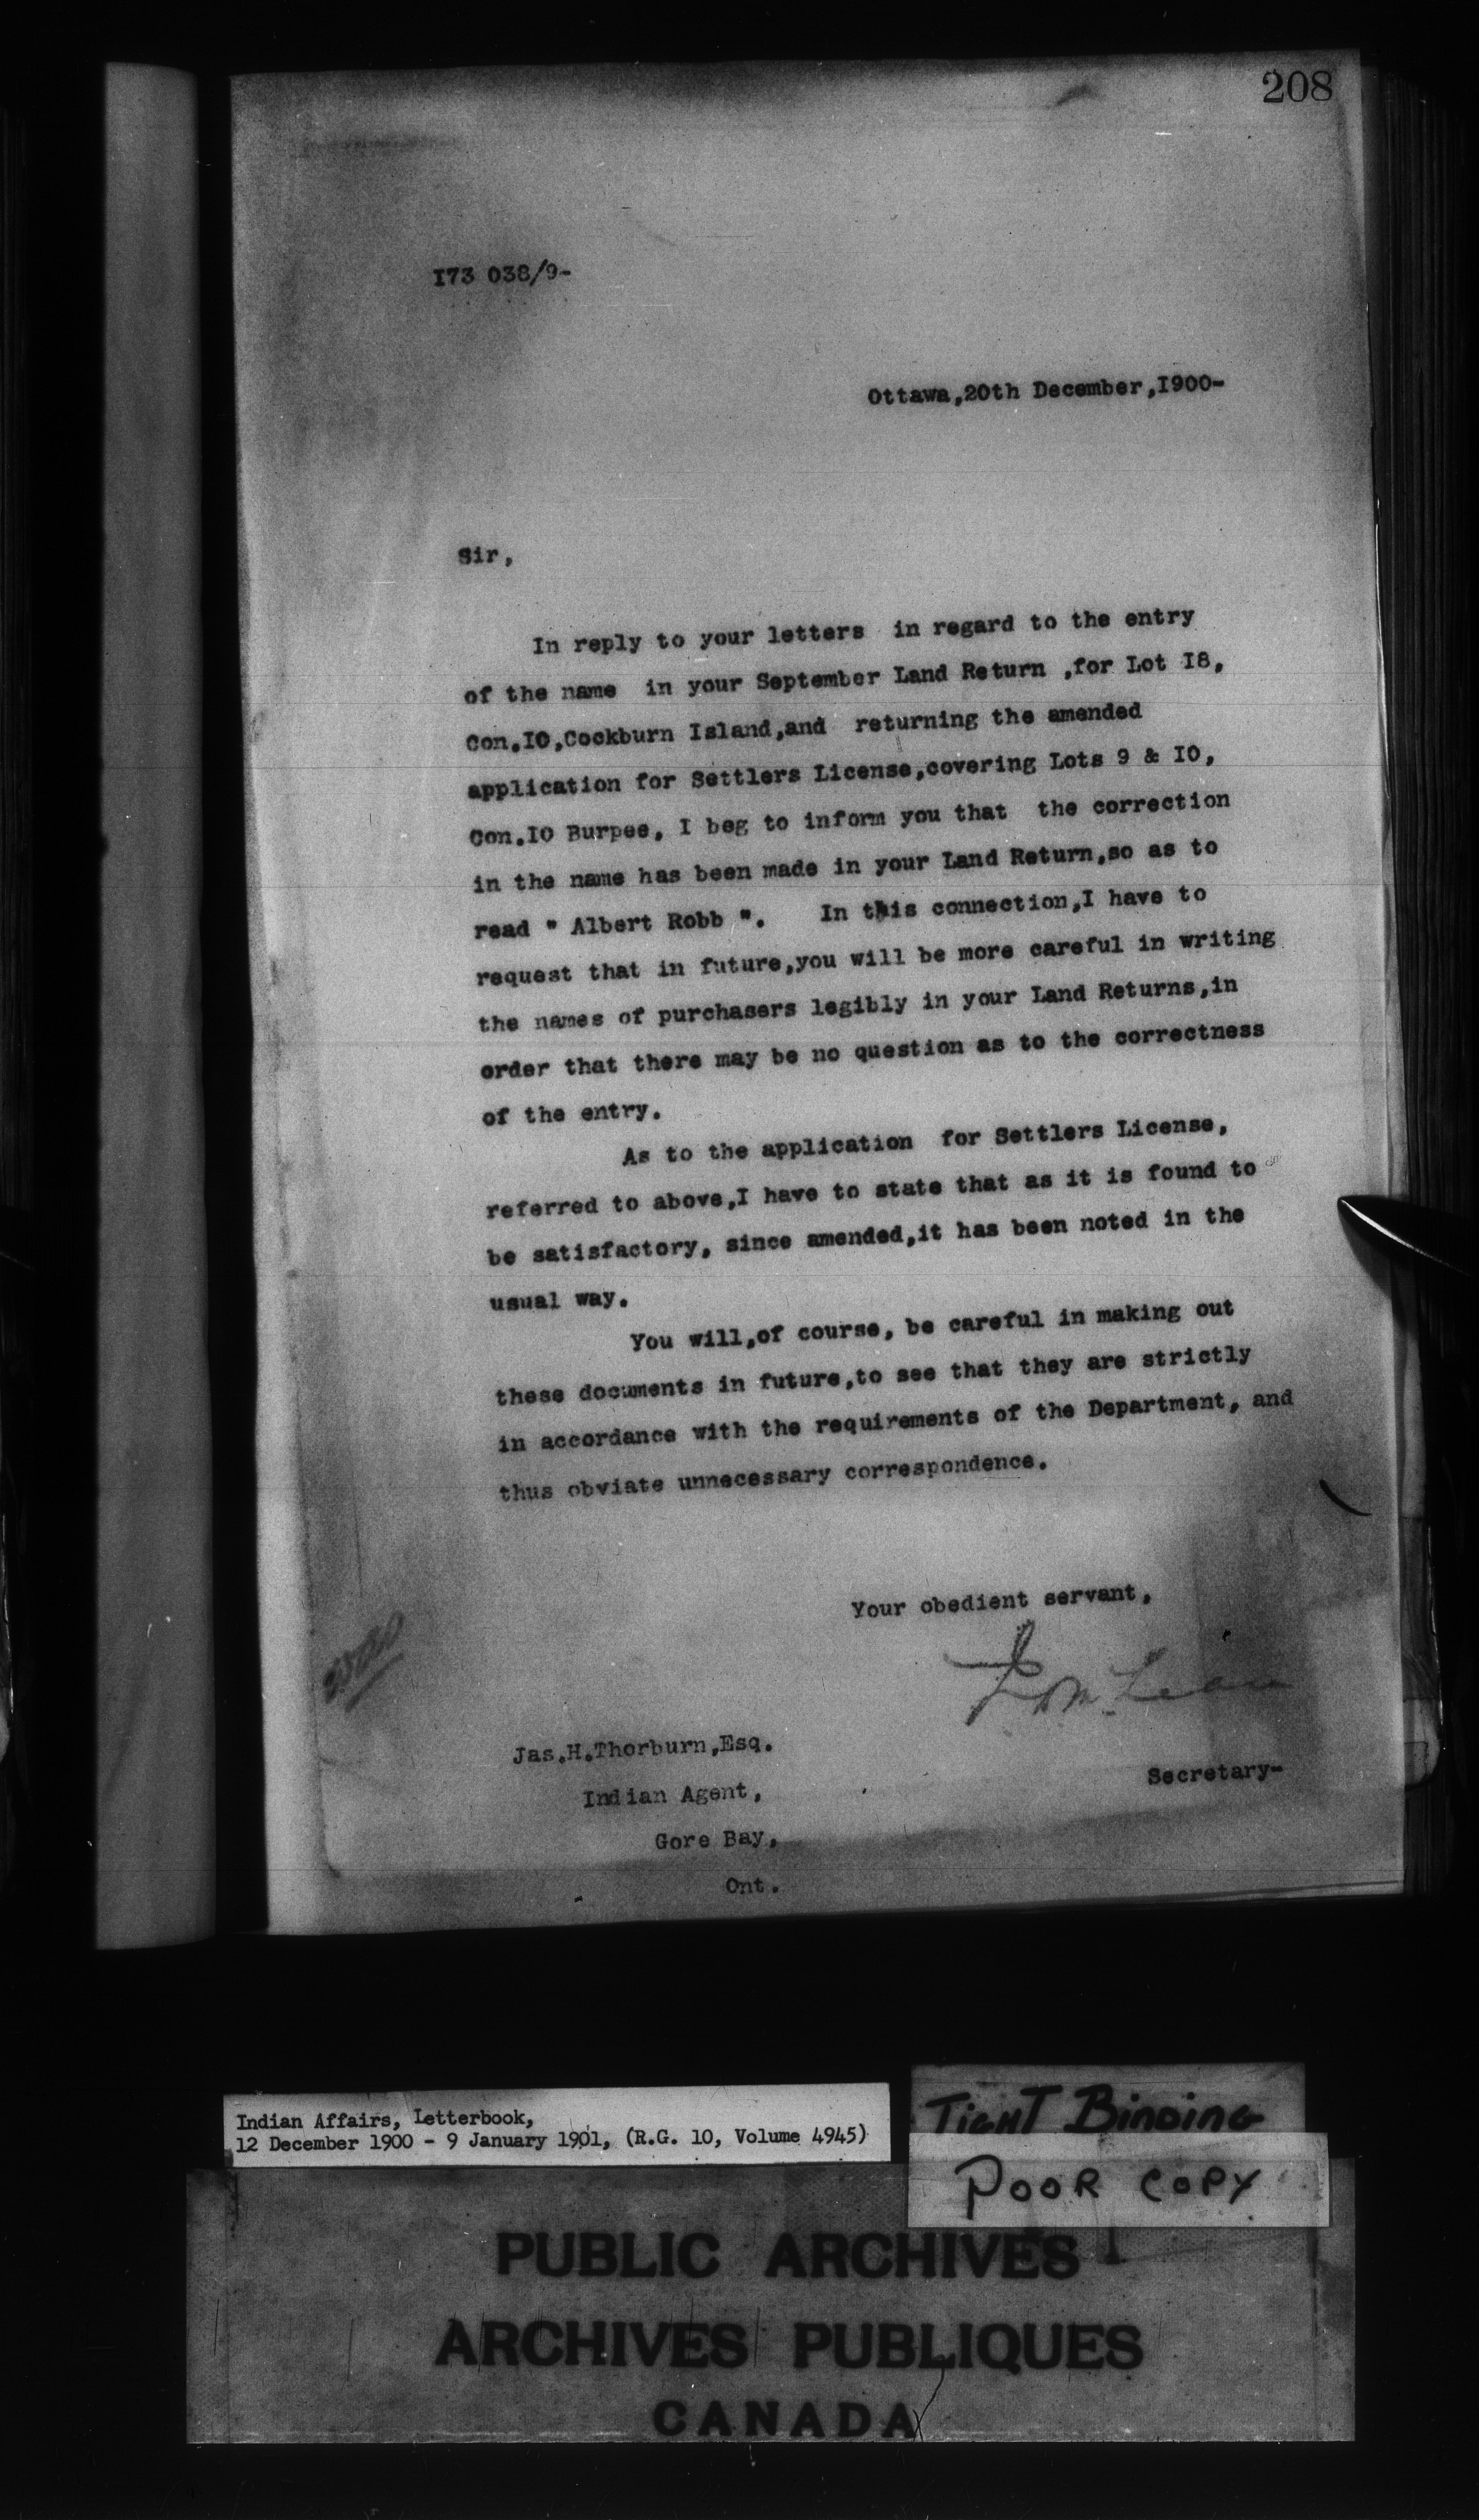 208
I73 038/9-
Ottawa,20th December,I900-
Sir,
In reply to your letters in regard to the entry
of the name in your September Land Return ,for Lot I8,
Con.IO,Cockburn Island,and returning the amended
application for Settlers License,covering Lots 9 & IO,
Con.IO Burpee, I beg to inform you that the correction
in the name has been made in your Land Return,so as to
read " Albert Robb ". In this connection,I have to
request that in future,you will be more careful in writing
the names of purchasers legibly in your Land Returns,in
order that there may be no question as to the correctness
of the entry.
As to the application for Settlers License,
referred to above,I have to state that as it is found to
be satisfactory, since amended,it has been noted in the
usual way.
You will,of course, be careful in making out
these documents in future,to see that they are strictly
in accordance with the requirements of the Department, and
thus obviate unnecessary correspondence.
Your obedient servant,
Secretary-
Jas.H.Thorburn,Esq.
Indian Agent,
Gore Bay,
Ont.
Indian Affairs, Letterbook,
12 December 1900 - 9 January 1901, (R.G. 10, Volume 4945)
TIGHT BINDING
POOR COPY
PUBLIC ARCHIVES
ARCHIVES PUBLIQUES
CANADA